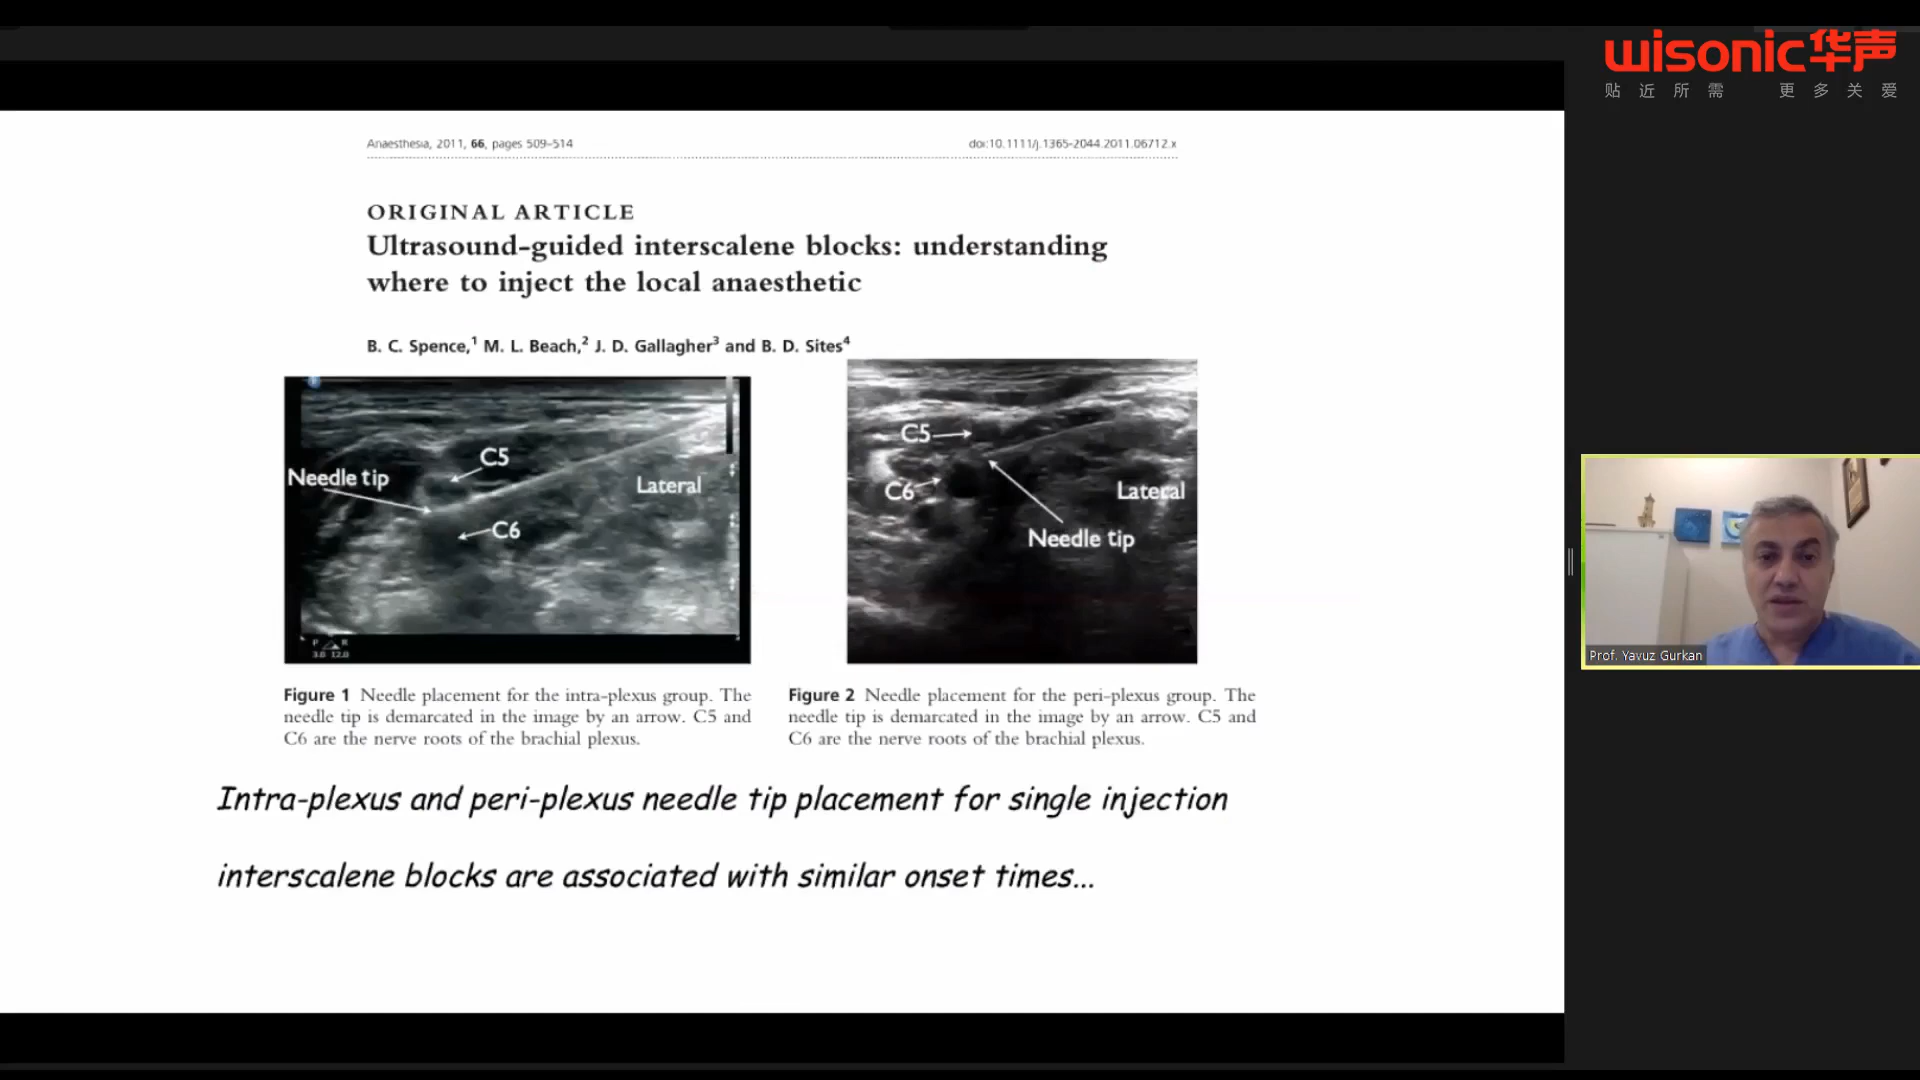 wisonic华声
贴近所需 更多关爱
Anaesthesia, 2011, 66, pages 509–514
doi:10.1111/j.1365-2044.2011.06712.x
ORIGINAL ARTICLE
Ultrasound-guided interscalene blocks: understanding
where to inject the local anaesthetic
B. C. Spence,1 M. L. Beach,2 J. D. Gallagher3 and B. D. Sites4
C5
Needle tip
Lateral
C6
P R
3.0 12.0
C5
C6
Lateral
Needle tip
Figure 1 Needle placement for the intra-plexus group. The
needle tip is demarcated in the image by an arrow. C5 and
C6 are the nerve roots of the brachial plexus.
Figure 2 Needle placement for the peri-plexus group. The
needle tip is demarcated in the image by an arrow. C5 and
C6 are the nerve roots of the brachial plexus.
Intra-plexus and peri-plexus needle tip placement for single injection
interscalene blocks are associated with similar onset times...
Prof. Yavuz Gurkan